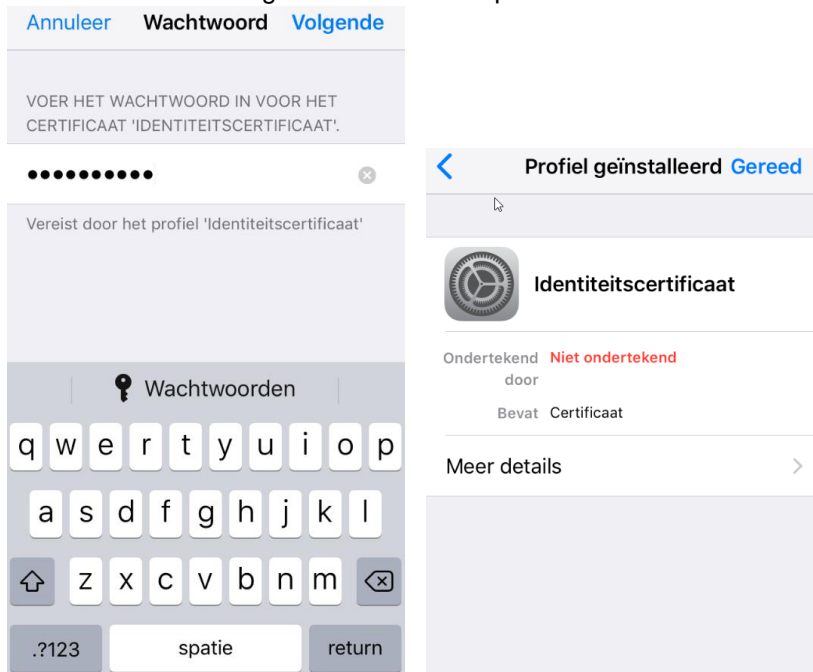 Annuleer Wachtwoord Volgende
VOER HET WACHTWOORD IN VOOR HET
CERTIFICAAT 'IDENTITEITSCERTIFICAAT'.
••••••••••
Vereist door het profiel 'Identiteitscertificaat'
Wachtwoorden
q w e r t y u i o p
a s d f g h j k l
z x c v b n m
.?123 spatie return
Profiel geïnstalleerd Gereed
Identiteitscertificaat
Ondertekend Niet ondertekend
door
Bevat Certificaat
Meer details